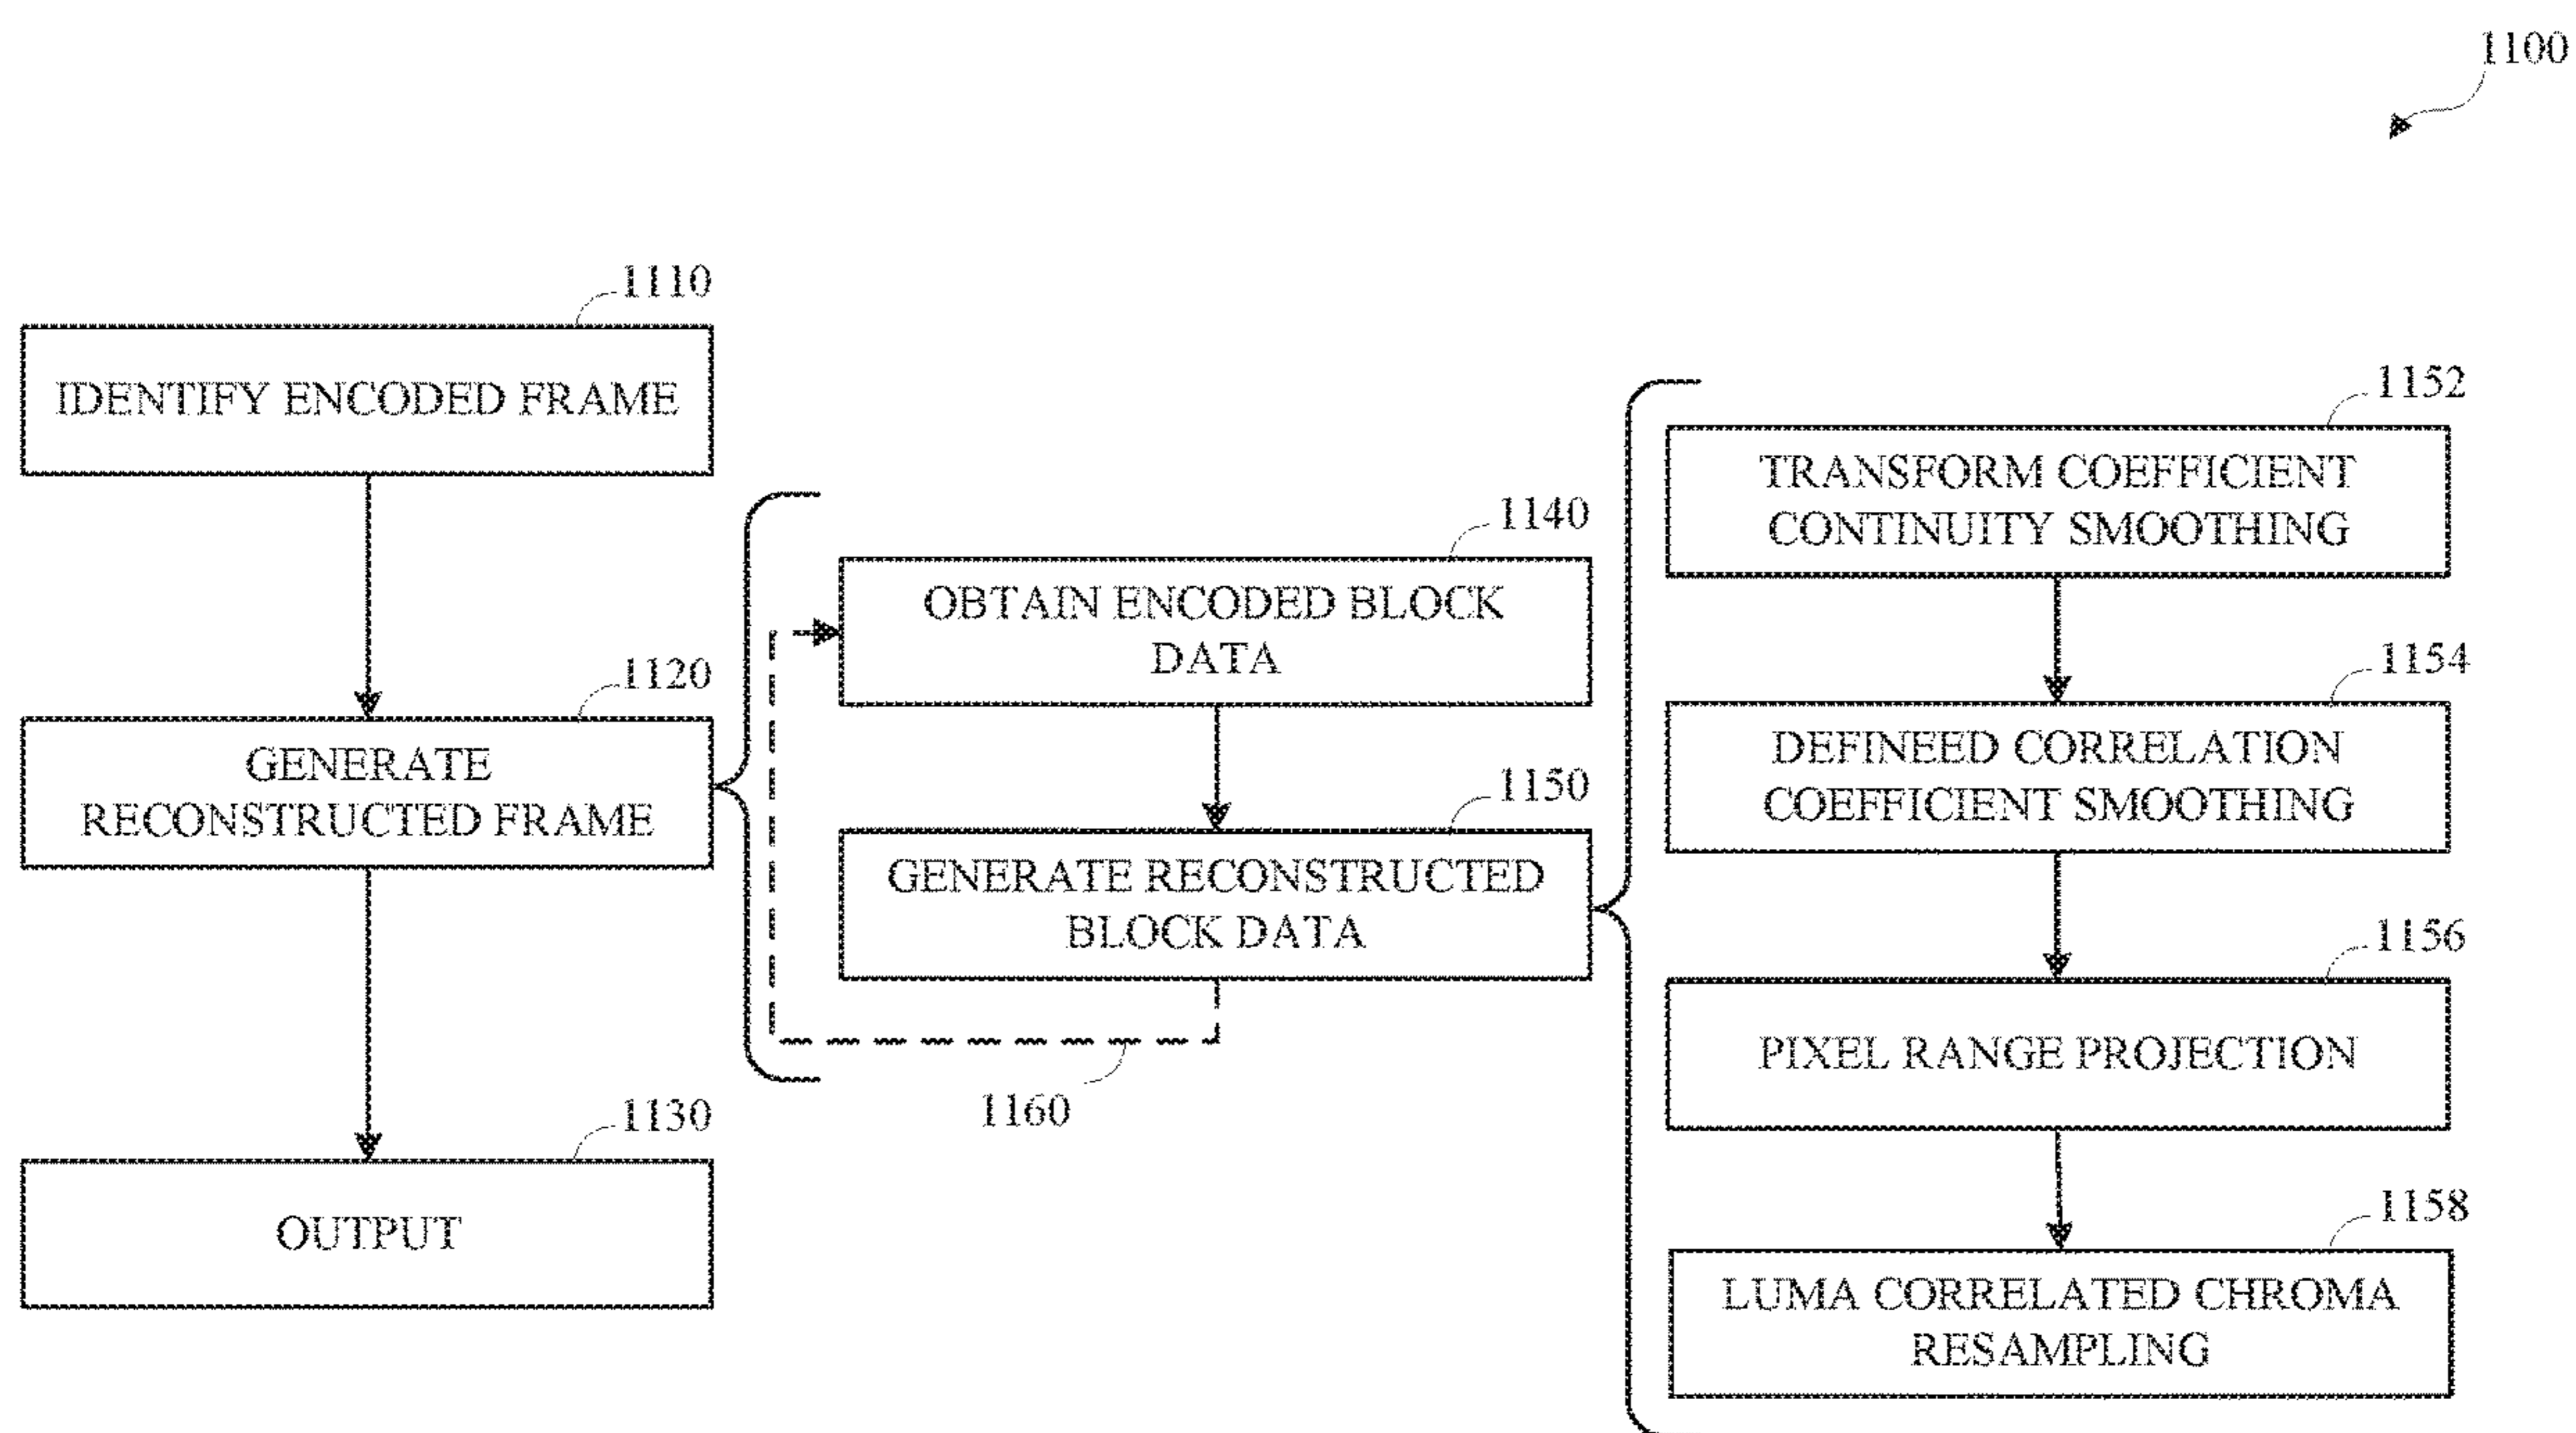 1100
1110
IDENTIFY ENCODED FRAME
1120
GENERATE
RECONSTRUCTED FRAME
1130
OUTPUT
1140
OBTAIN ENCODED BLOCK
DATA
1150
GENERATE RECONSTRUCTED
BLOCK DATA
1160
1152
TRANSFORM COEFFICIENT
CONTINUITY SMOOTHING
1154
DEFINEED CORRELATION
COEFFICIENT SMOOTHING
1156
PIXEL RANGE PROJECTION
1158
LUMA CORRELATED CHROMA
RESAMPLING